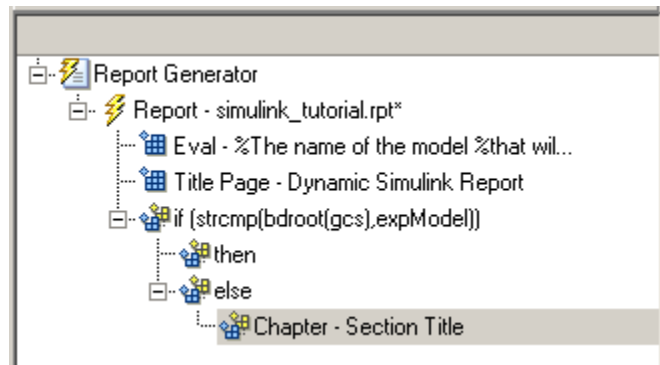 Report Generator
Report - simulink_tutorial.rpt*
Eval - %The name of the model %that wil...
Title Page - Dynamic Simulink Report
if (strcmp(bdroot(gcs),expModel))
then
else
Chapter - Section Title